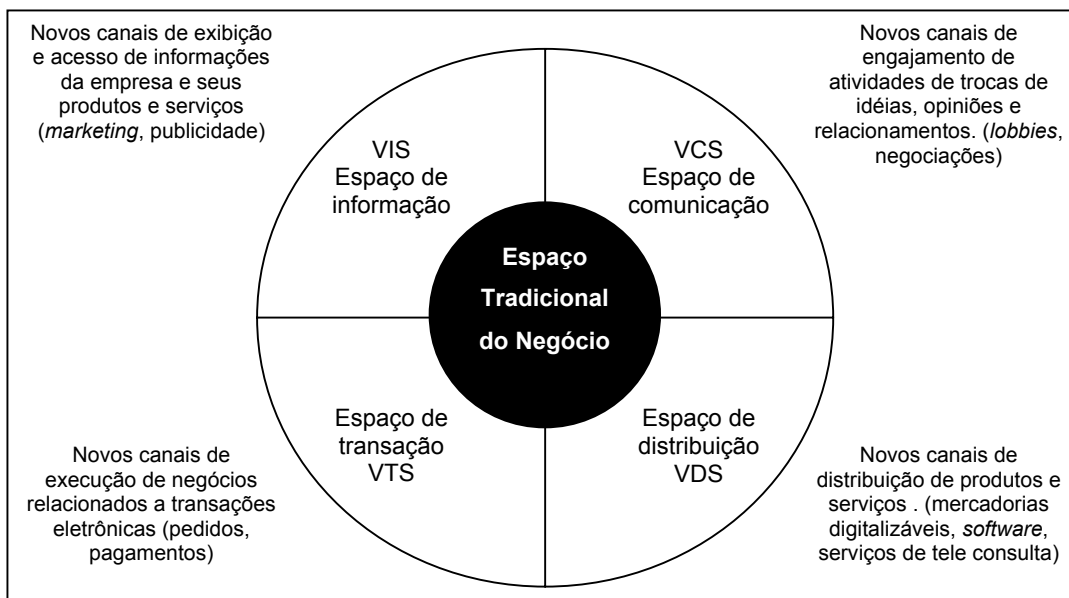 Novos canais de exibição
e acesso de informações
da empresa e seus
produtos e serviços
(marketing, publicidade)
Novos canais de
engajamento de
atividades de trocas de
idéias, opiniões e
relacionamentos. (lobbies,
negociações)
VIS
Espaço de
informação
VCS
Espaço de
comunicação
Espaço
Tradicional
do Negócio
Espaço de
transação
VTS
Espaço de
distribuição
VDS
Novos canais de
execução de negócios
relacionados a transações
eletrônicas (pedidos,
pagamentos)
Novos canais de
distribuição de produtos e
serviços . (mercadorias
digitalizáveis, software,
serviços de tele consulta)